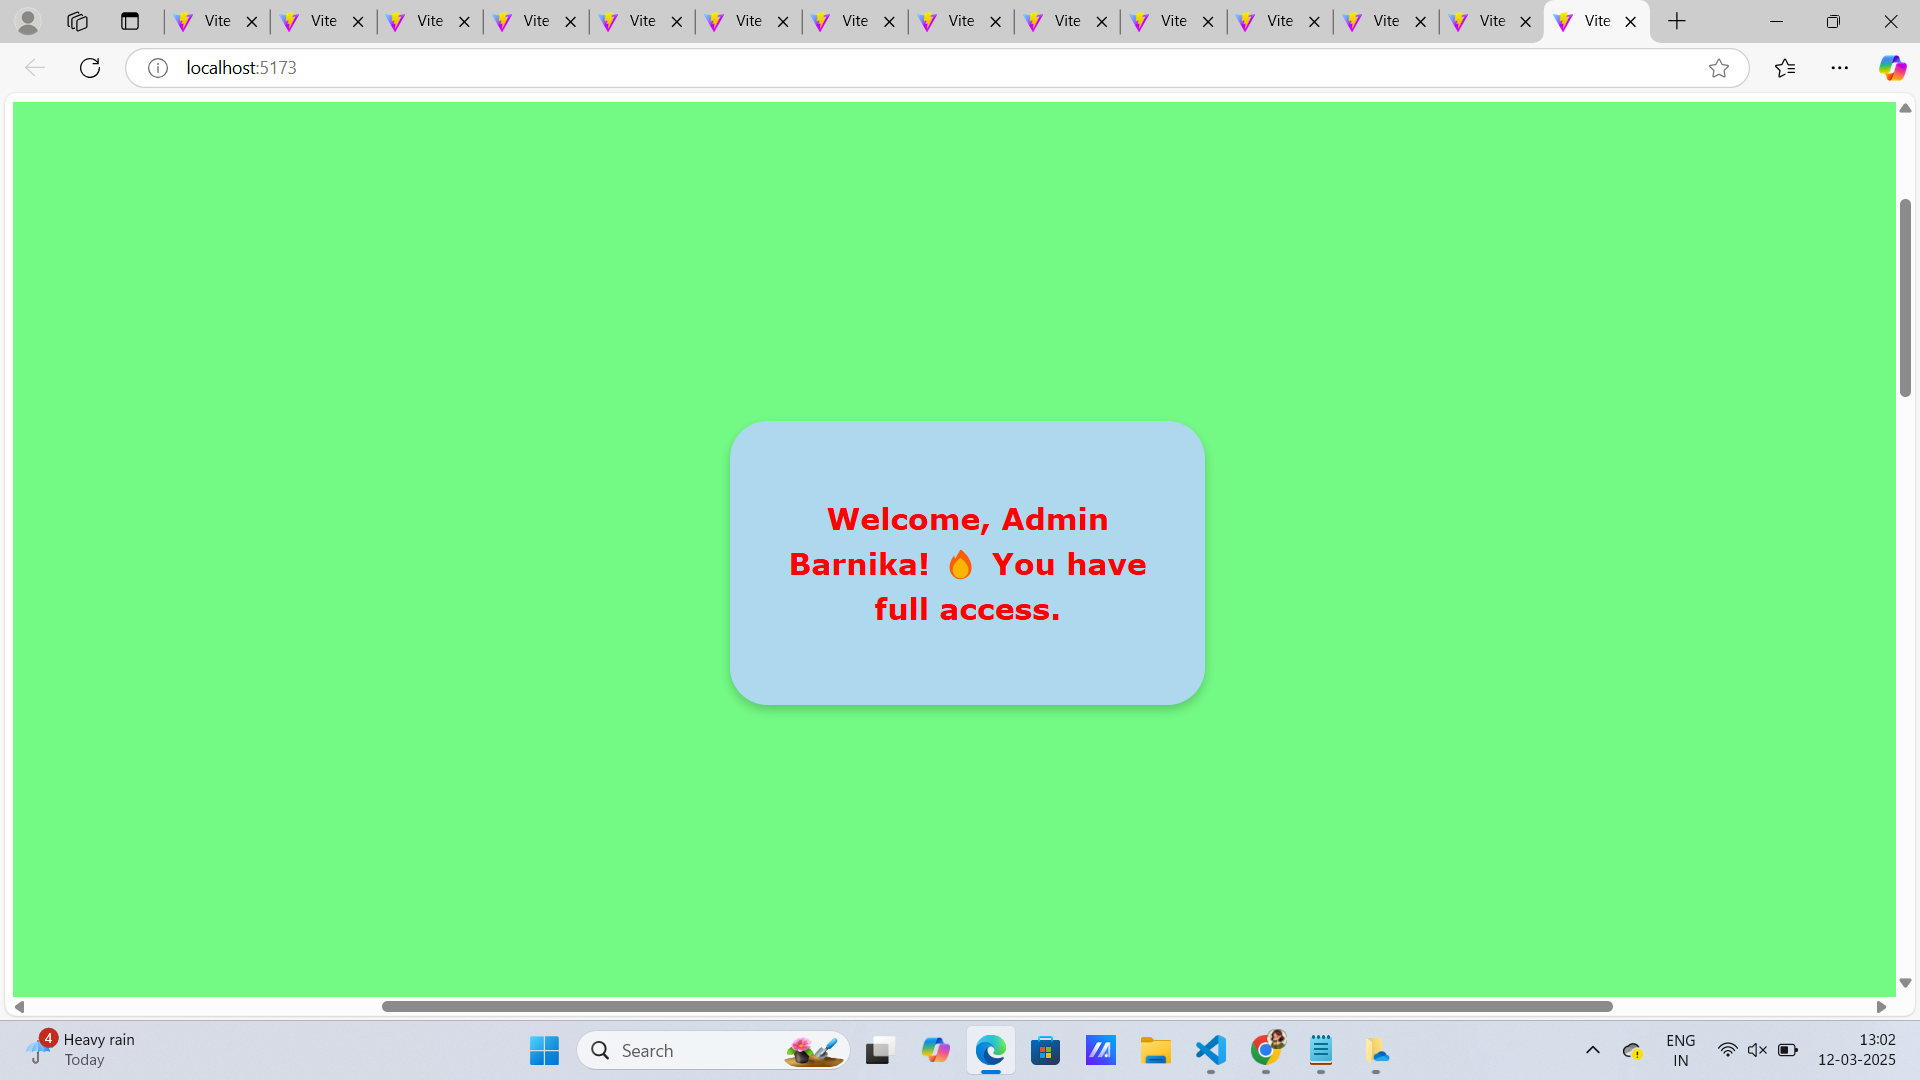 Vite
Vite
Vite
Vite
Vite
Vite
Vite
Vite
Vite
Vite
Vite
Vite
Vite
Vite
localhost:5173
Welcome, Admin
Barnika! 🔥 You have
full access.
4
Heavy rain
Today
Search
ENG
IN
13:02
12-03-2025